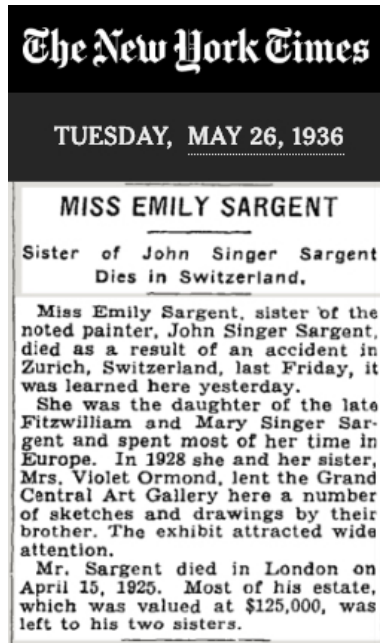 The New York Times
TUESDAY, MAY 26, 1936
MISS EMILY SARGENT
Sister of John Singer Sargent
Dies in Switzerland.
Miss Emily Sargent, sister of the
noted painter, John Singer Sargent,
died as a result of an accident in
Zurich, Switzerland, last Friday, it
was learned here yesterday.
She was the daughter of the late
Fitzwilliam and Mary Singer Sar-
gent and spent most of her time in
Europe. In 1928 she and her sister,
Mrs. Violet Ormond, lent the Grand
Central Art Gallery here a number
of sketches and drawings by their
brother. The exhibit attracted wide
attention.
Mr. Sargent died in London on
April 15, 1925. Most of his estate,
which was valued at $125,000, was
left to his two sisters.